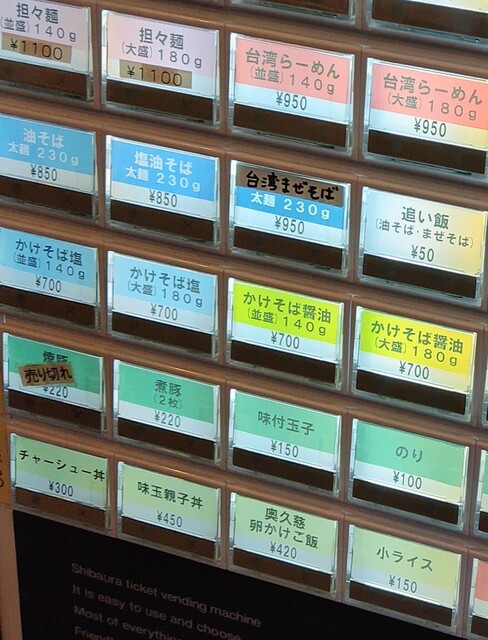 担々麺
(並盛)140g
¥1100
担々麺
(大盛)180g
¥1100
台湾らーめん
(並盛)140g
¥950
台湾らーめん
(大盛)180g
¥950
油そば
太麺 230g
¥850
塩油そば
太麺 230g
¥850
台湾まぜそば
太麺 230g
¥950
追い飯
(油そば・まぜそば)
¥50
かけそば塩
(並盛)140g
¥700
かけそば塩
(大盛)180g
¥700
かけそば醤油
(並盛)140g
¥700
かけそば醤油
(大盛)180g
¥700
売り切れ
¥220
煮豚
(2枚)
¥220
味付玉子
¥150
のり
¥100
チャーシュー丼
¥300
味玉親子丼
¥450
奥久慈
卵かけご飯
¥420
小ライス
¥150
Shibaura ticket vending machine
It is easy to use and choose
Most of everything